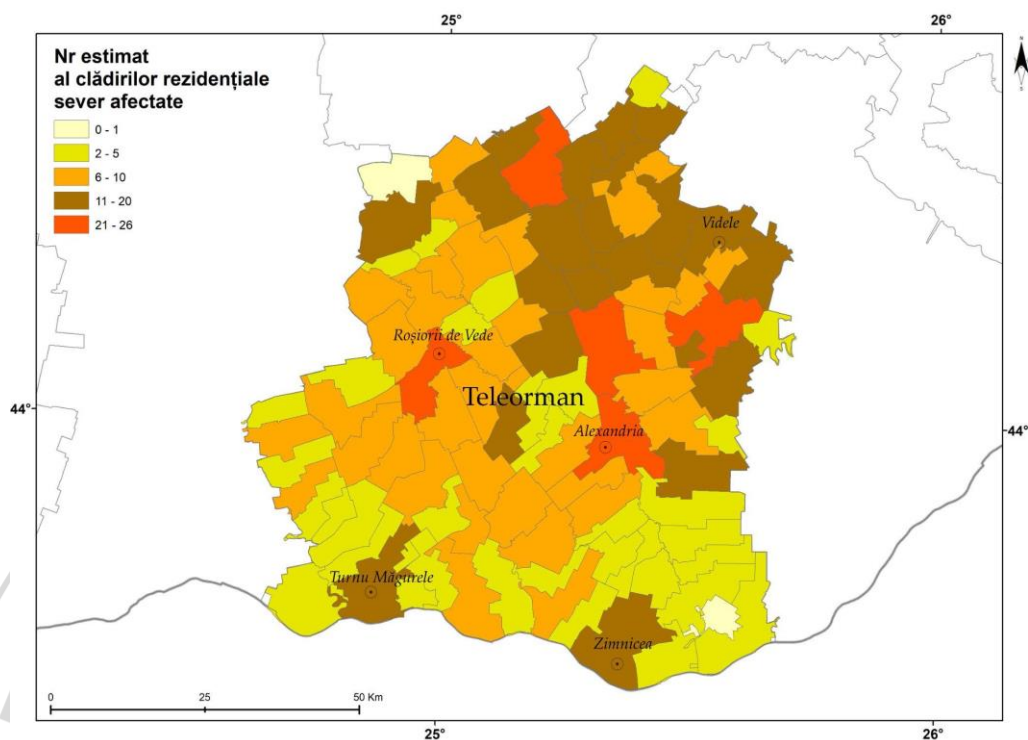 25°
26°
N
S
Nr estimat
al clădirilor rezidențiale
sever afectate
0 - 1
2 - 5
6 - 10
11 - 20
21 - 26
Videle
Roșiorii de Vede
Teleorman
44°
44°
Alexandria
Turnu Măgurele
Zimnicea
0 25 50 Km
25°
26°